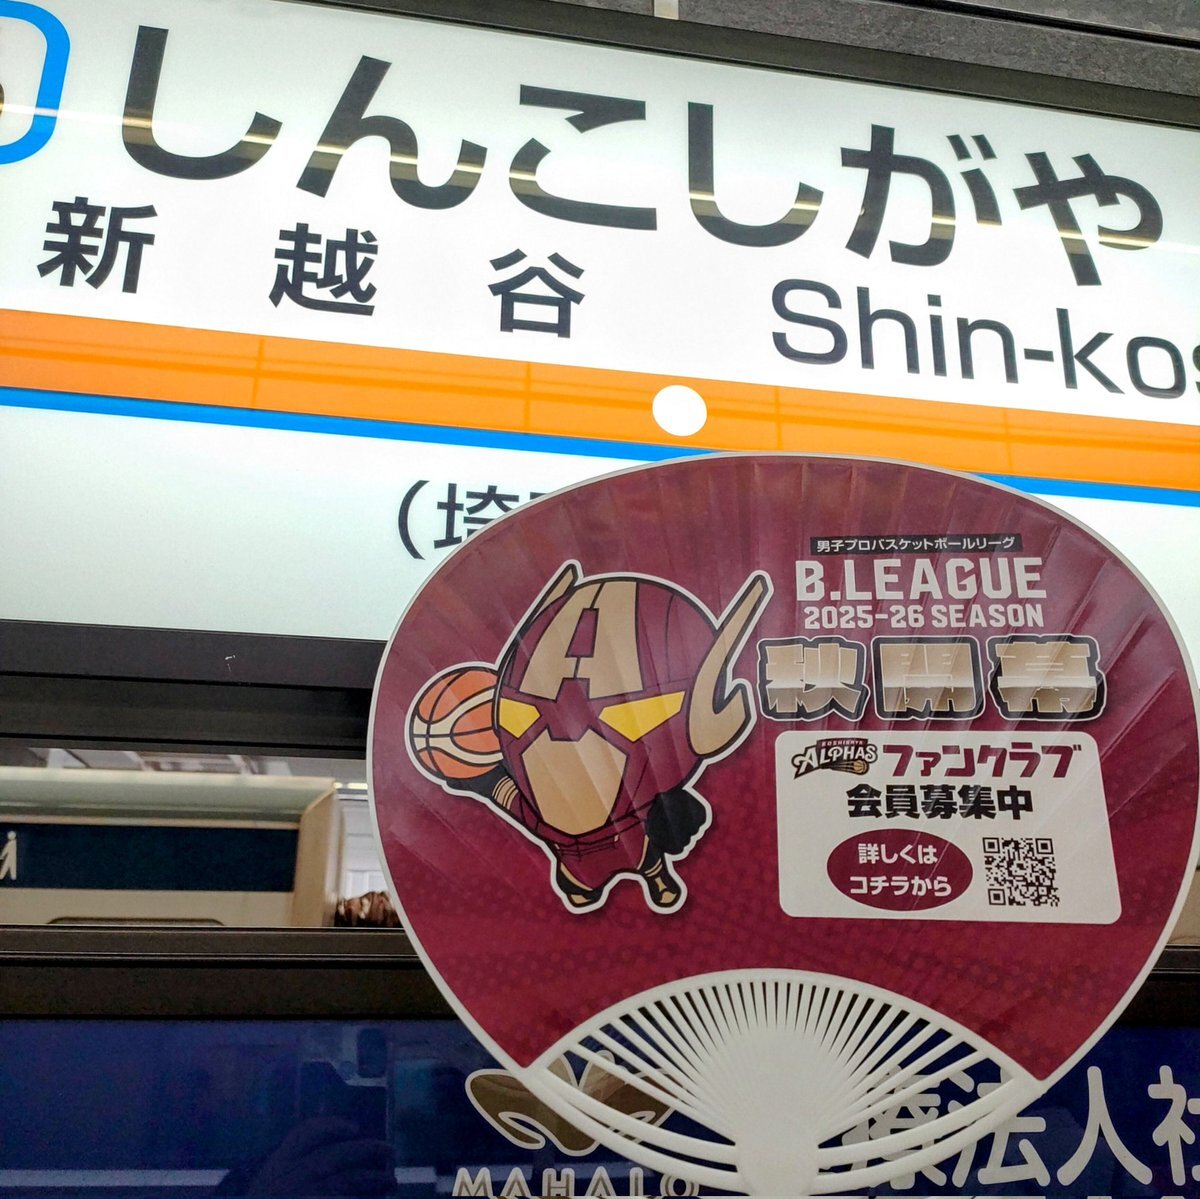 しんこしがや
新越谷
Shin-kos
(埼
男子プロバスケットボールリーグ
B.LEAGUE
2025-26 SEASON
秋開幕
A
KOSHIGAYA
ALPHAS ファンクラブ
会員募集中
詳しくは
コチラから
療法人社
MAHALO